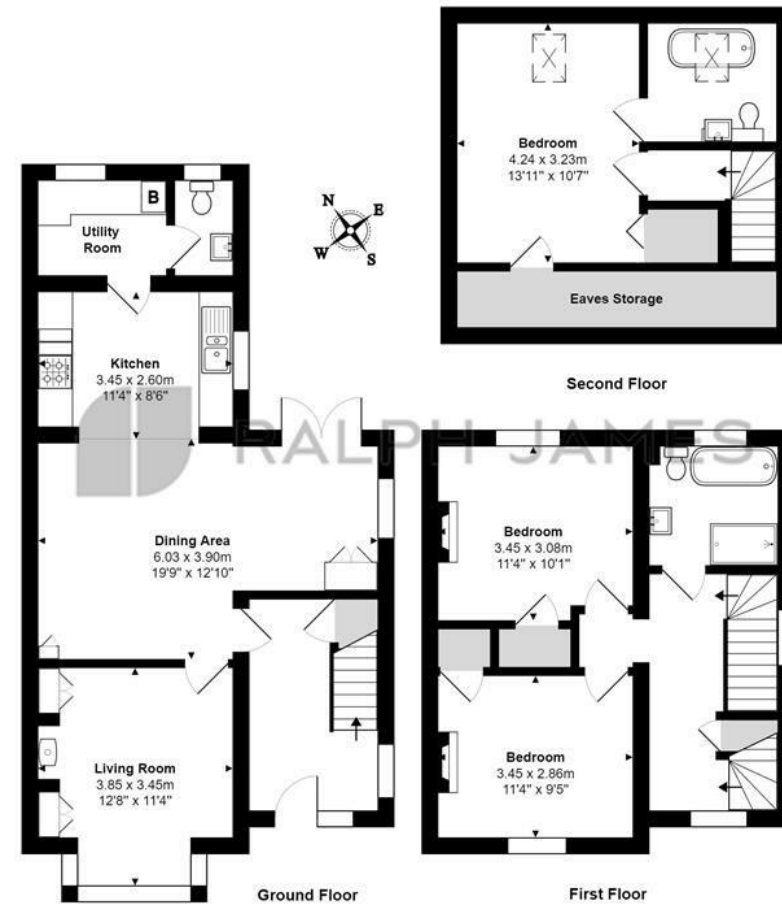 Bedroom
4.24 x 3.23m
13'11" x 10'7"
Eaves Storage
Second Floor
N
E
W
S
B
Utility
Room
Kitchen
3.45 x 2.60m
11'4" x 8'6"
RALPH JAMES
Dining Area
6.03 x 3.90m
19'9" x 12'10"
Living Room
3.85 x 3.45m
12'8" x 11'4"
Ground Floor
Bedroom
3.45 x 3.08m
11'4" x 10'1"
Bedroom
3.45 x 2.86m
11'4" x 9'5"
First Floor